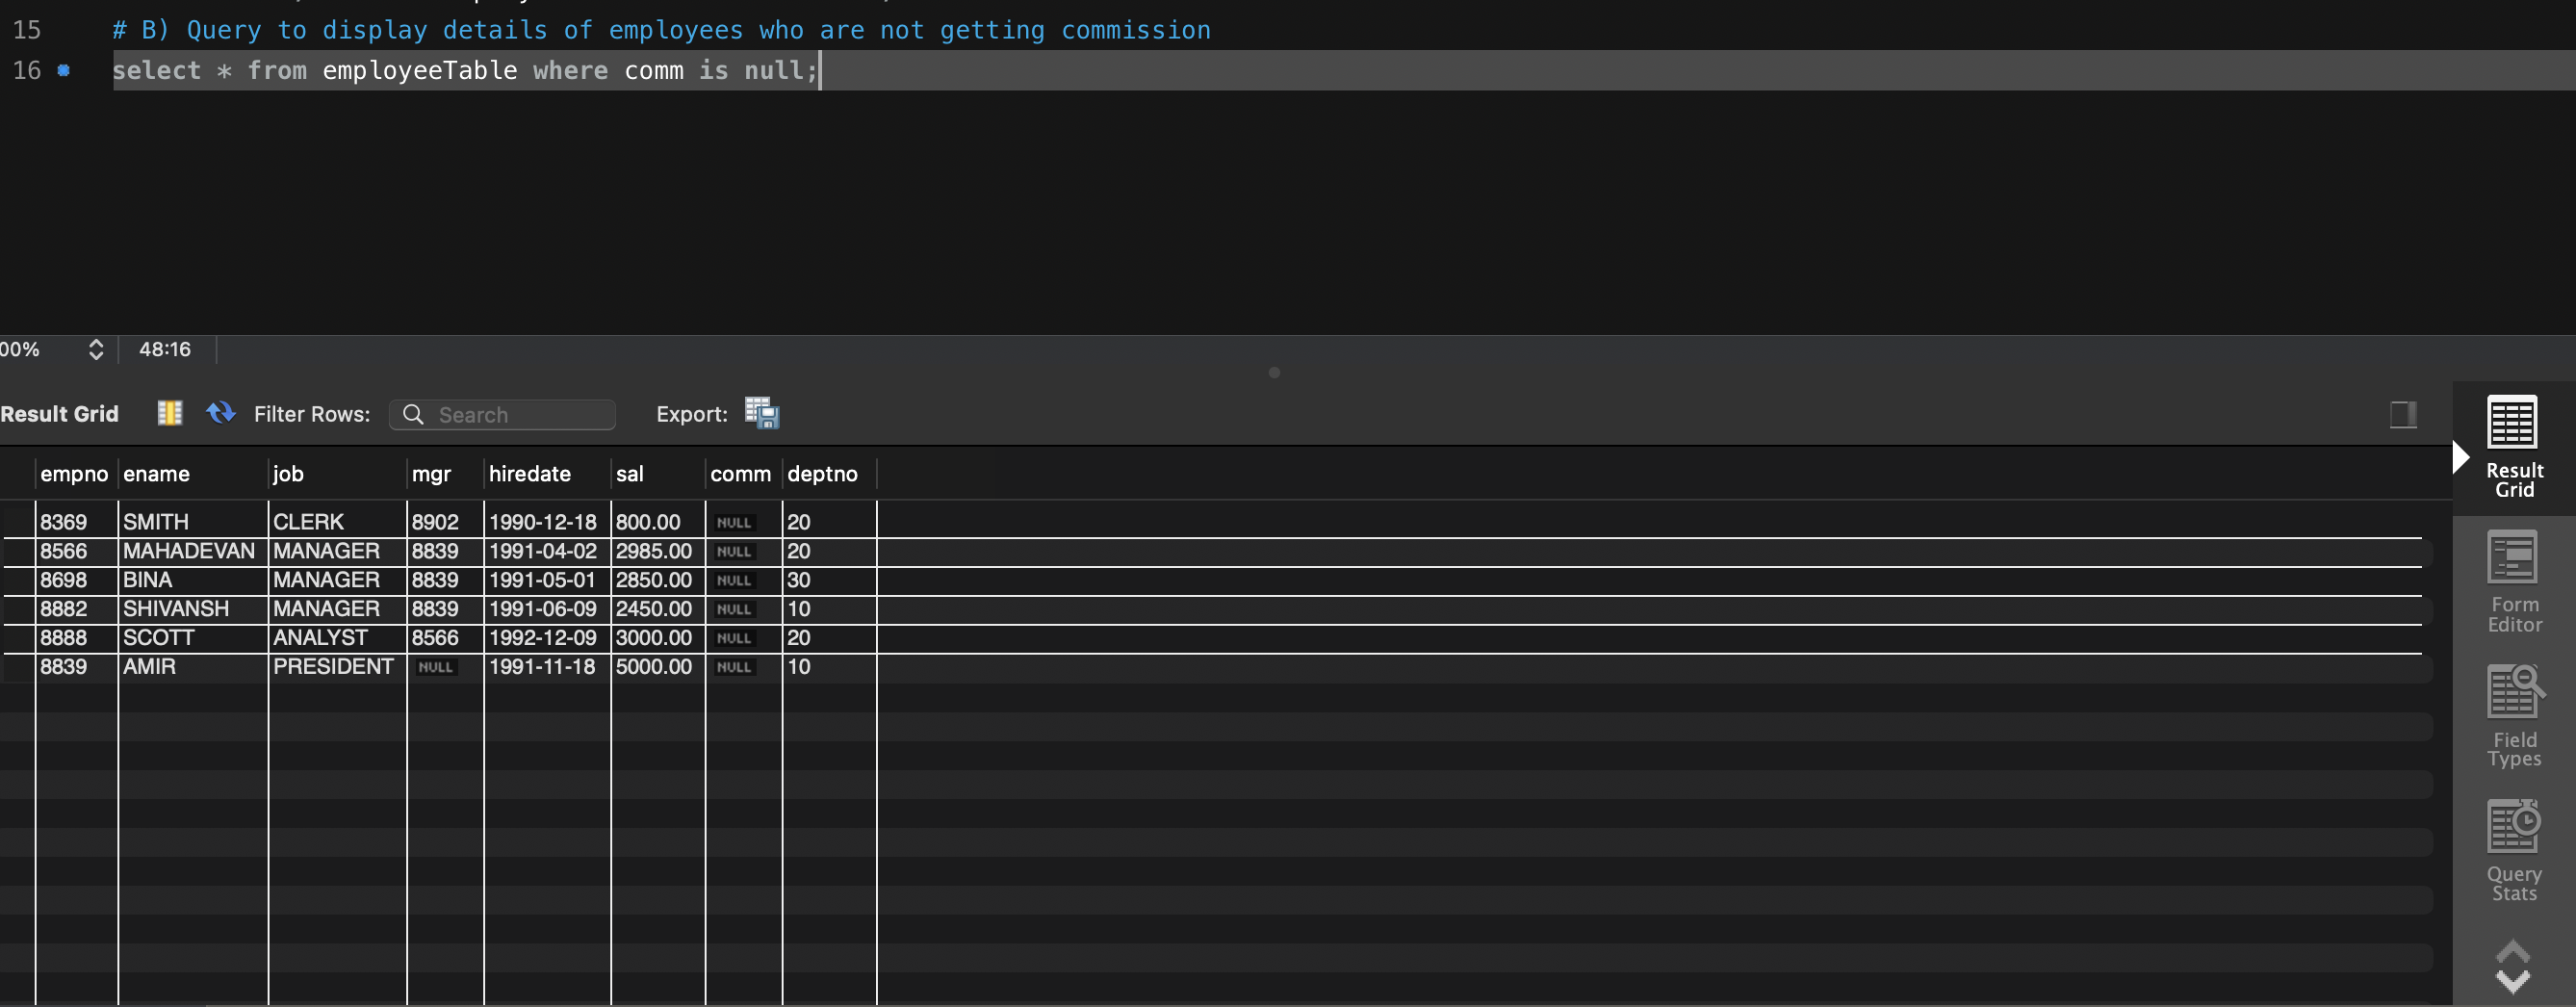 15 # B) Query to display details of employees who are not getting commission
16 select * from employeeTable where comm is null;
00% 48:16
Result Grid Filter Rows: Search Export:
empno ename job mgr hiredate sal comm deptno
8369 SMITH CLERK 8902 1990-12-18 800.00 NULL 20
8566 MAHADEVAN MANAGER 8839 1991-04-02 2985.00 NULL 20
8698 BINA MANAGER 8839 1991-05-01 2850.00 NULL 30
8882 SHIVANSH MANAGER 8839 1991-06-09 2450.00 NULL 10
8888 SCOTT ANALYST 8566 1992-12-09 3000.00 NULL 20
8839 AMIR PRESIDENT NULL 1991-11-18 5000.00 NULL 10
Result
Grid
Form
Editor
Field
Types
Query
Stats